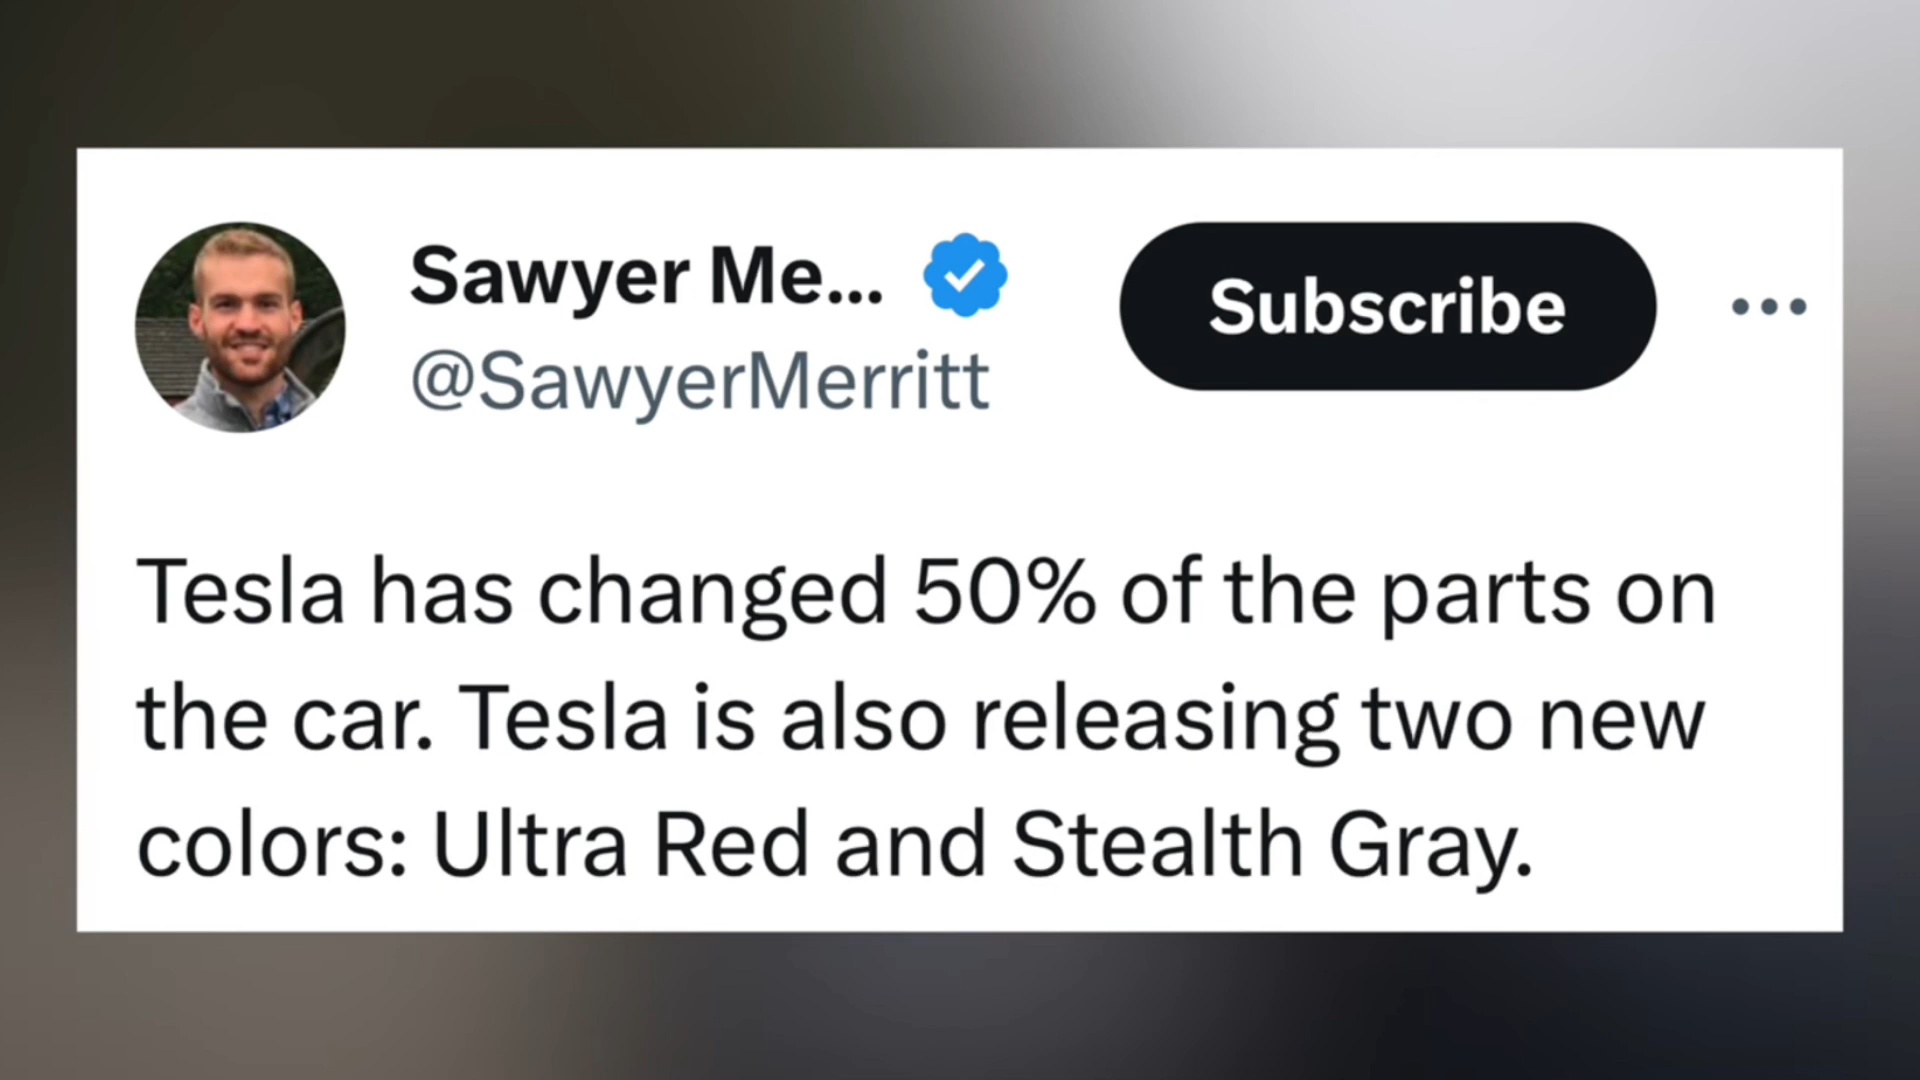 Sawyer Me...
@SawyerMerritt
Subscribe
Tesla has changed 50% of the parts on
the car. Tesla is also releasing two new
colors: Ultra Red and Stealth Gray.